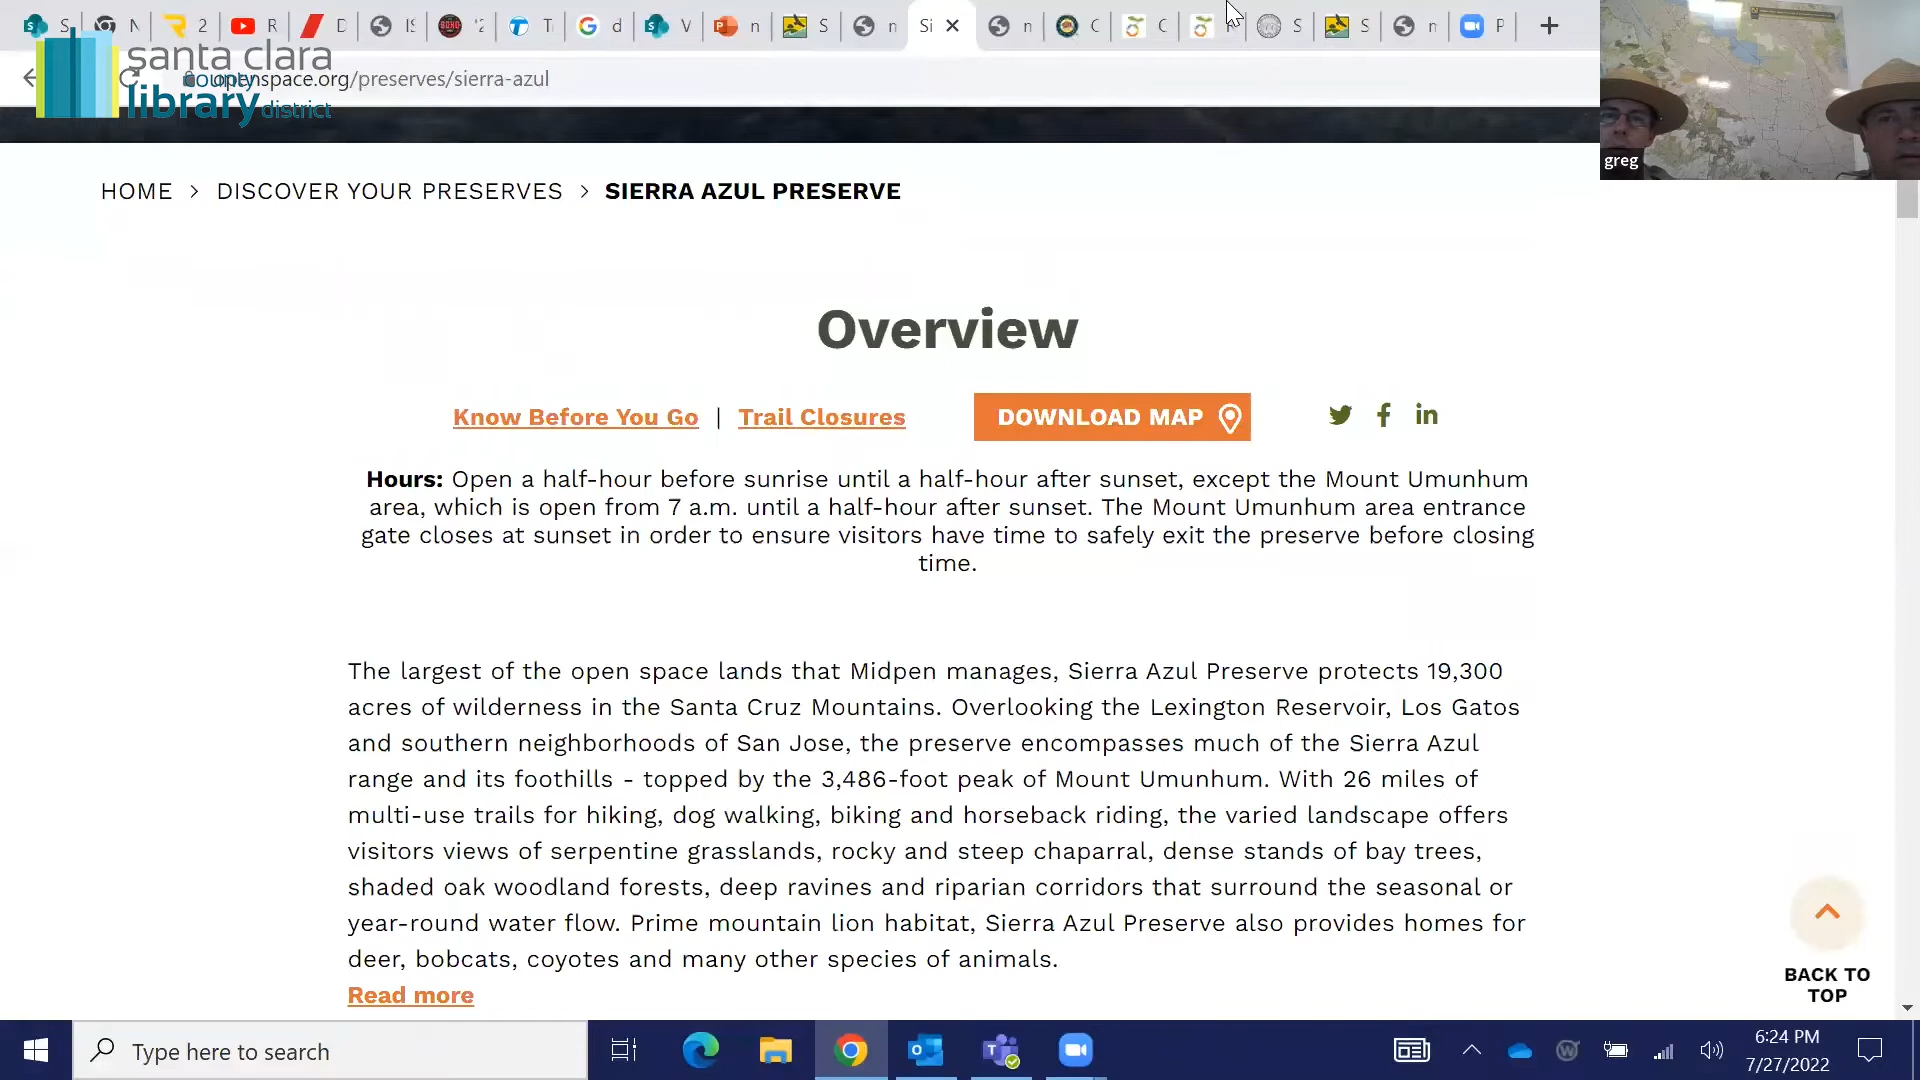 S
N
2
R
D
IS
'2
T
d
V
n
S
n
Si
n
C
C
S
S
n
P
santa clara
county
library district
openspace.org/preserves/sierra-azul
greg
HOME > DISCOVER YOUR PRESERVES > SIERRA AZUL PRESERVE
Overview
Know Before You Go | Trail Closures
DOWNLOAD MAP
Hours: Open a half-hour before sunrise until a half-hour after sunset, except the Mount Umunhum
area, which is open from 7 a.m. until a half-hour after sunset. The Mount Umunhum area entrance
gate closes at sunset in order to ensure visitors have time to safely exit the preserve before closing
time.
The largest of the open space lands that Midpen manages, Sierra Azul Preserve protects 19,300
acres of wilderness in the Santa Cruz Mountains. Overlooking the Lexington Reservoir, Los Gatos
and southern neighborhoods of San Jose, the preserve encompasses much of the Sierra Azul
range and its foothills - topped by the 3,486-foot peak of Mount Umunhum. With 26 miles of
multi-use trails for hiking, dog walking, biking and horseback riding, the varied landscape offers
visitors views of serpentine grasslands, rocky and steep chaparral, dense stands of bay trees,
shaded oak woodland forests, deep ravines and riparian corridors that surround the seasonal or
year-round water flow. Prime mountain lion habitat, Sierra Azul Preserve also provides homes for
deer, bobcats, coyotes and many other species of animals.
Read more
BACK TO
TOP
Type here to search
6:24 PM
7/27/2022